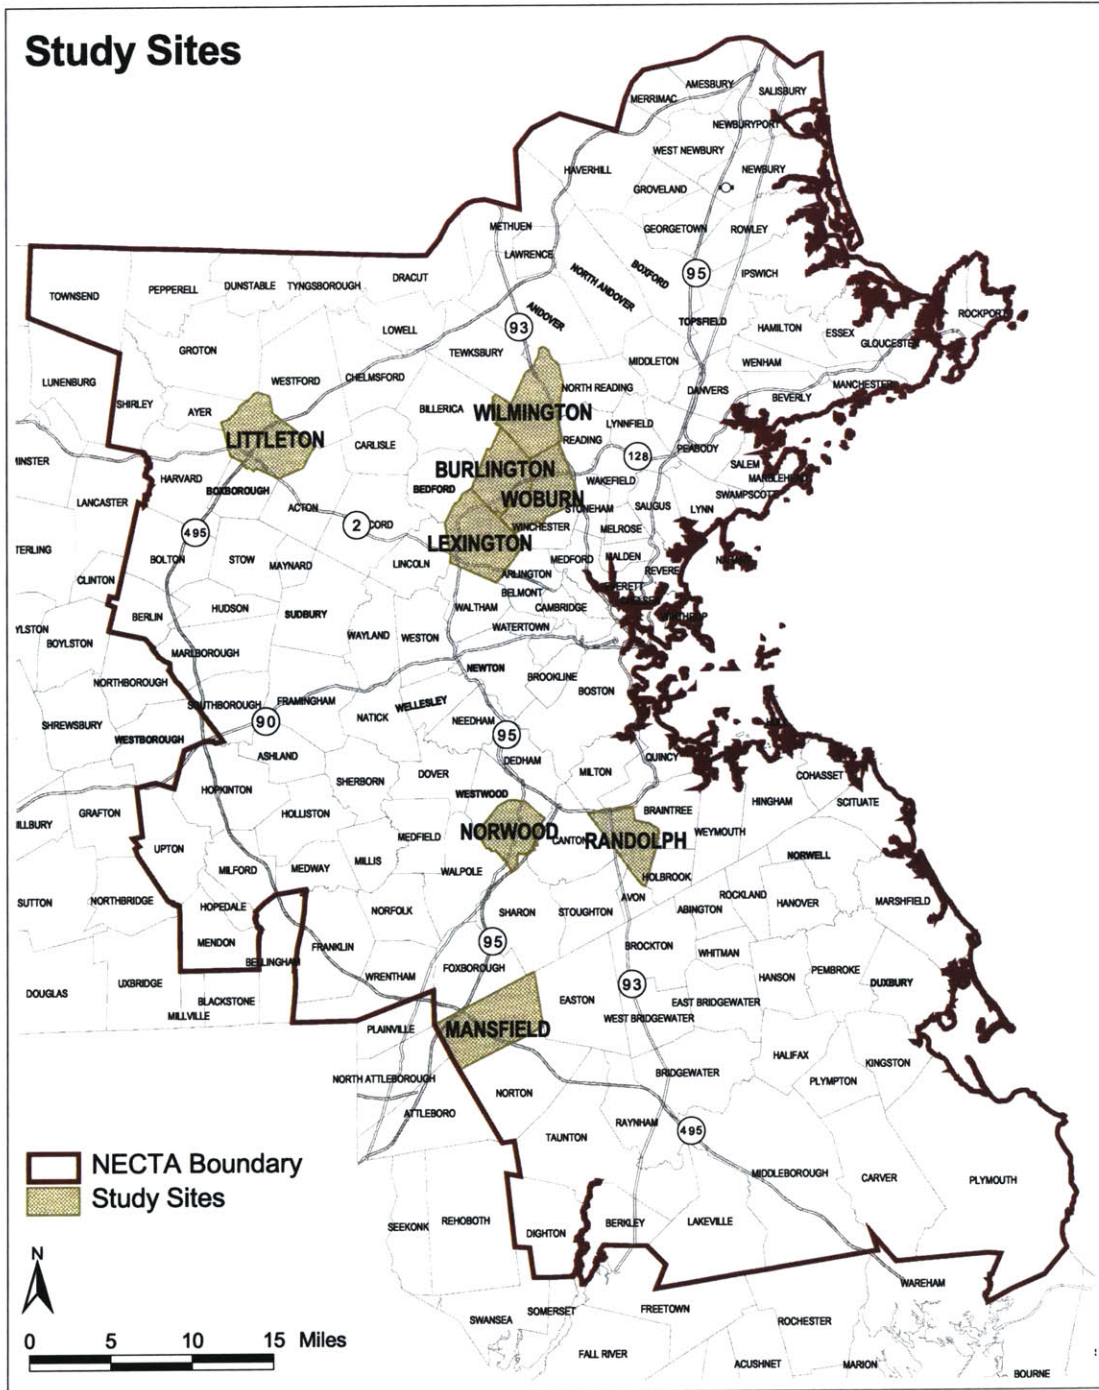 Study Sites
AMESBURY
MERRIMAC
SALISBURY
NEWBURYPORT
WEST NEWBURY
HAVERHILL
NEWBURY
GROVELAND
METHUEN
GEORGETOWN
ROWLEY
LAWRENCE
BOXFORD
NORTH ANDOVER
95
IPSWICH
DRACUT
DUNSTABLE
TYNGSBOROUGH
PEPPERELL
TOWNSEND
ROCKPORT
ANDOVER
93
TOPSFIELD
HAMILTON
ESSEX
GLOUCESTER
LOWELL
GROTON
TEWKSBURY
MIDDLETON
WENHAM
WESTFORD
CHELMSFORD
LUNENBURG
NORTH READING
DANVERS
MANCHESTER
BEVERLY
SHIRLEY
AYER
BILLERICA
WILMINGTON
LYNNFIELD
LITTLETON
CARLISLE
READING
PEABODY
128
MINSTER
BURLINGTON
SALEM
HARVARD
MARBLEHEAD
BOXBOROUGH
BEDFORD
WAKEFIELD
SWAMPSCOTT
LANCASTER
ACTON
WOBURN
STONEHAM
SAUGUS
LYNN
2
CORD
WINCHESTER
MELROSE
495
LEXINGTON
TERLING
BOLTON
STOW
MAYNARD
LINCOLN
MEDFORD
MALDEN
REVERE
ARLINGTON
CLINTON
BELMONT
EVERETT
BERLIN
HUDSON
SUDBURY
WALTHAM
CAMBRIDGE
WINTHROP
YLSTON
BOYLSTON
WATERTOWN
WAYLAND
WESTON
MARLBOROUGH
NEWTON
NORTHBOROUGH
BROOKLINE
BOSTON
SOUTHBOROUGH
FRAMINGHAM
WELLESLEY
SHREWSBURY
90
NATICK
NEEDHAM
WESTBOROUGH
95
ASHLAND
DEDHAM
QUINCY
SHERBORN
DOVER
MILTON
COHASSET
HOPKINTON
WESTWOOD
HINGHAM
SCITUATE
GRAFTON
HOLLISTON
BRAINTREE
ILLBURY
NORWOOD
WEYMOUTH
MEDFIELD
CANTON
RANDOLPH
UPTON
MILLIS
NORWELL
MILFORD
MEDWAY
WALPOLE
HOLBROOK
SUTTON
NORTHBRIDGE
ROCKLAND
HOPEDALE
NORFOLK
SHARON
STOUGHTON
AVON
ABINGTON
HANOVER
MARSHFIELD
MENDON
FRANKLIN
95
BROCKTON
WHITMAN
BELLINGHAM
WRENTHAM
FOXBOROUGH
HANSON
PEMBROKE
DUXBURY
UXBRIDGE
93
DOUGLAS
BLACKSTONE
EASTON
EAST BRIDGEWATER
MILLVILLE
WEST BRIDGEWATER
PLAINVILLE
MANSFIELD
HALIFAX
KINGSTON
BRIDGEWATER
PLYMPTON
NORTH ATTLEBOROUGH
NORTON
ATTLEBORO
RAYNHAM
495
TAUNTON
MIDDLEBOROUGH
CARVER
PLYMOUTH
NECTA Boundary
Study Sites
SEEKONK
REHOBOTH
DIGHTON
BERKLEY
LAKEVILLE
N
WAREHAM
SWANSEA
SOMERSET
FREETOWN
ROCHESTER
0 5 10 15 Miles
FALL RIVER
ACUSHNET
MARION
BOURNE